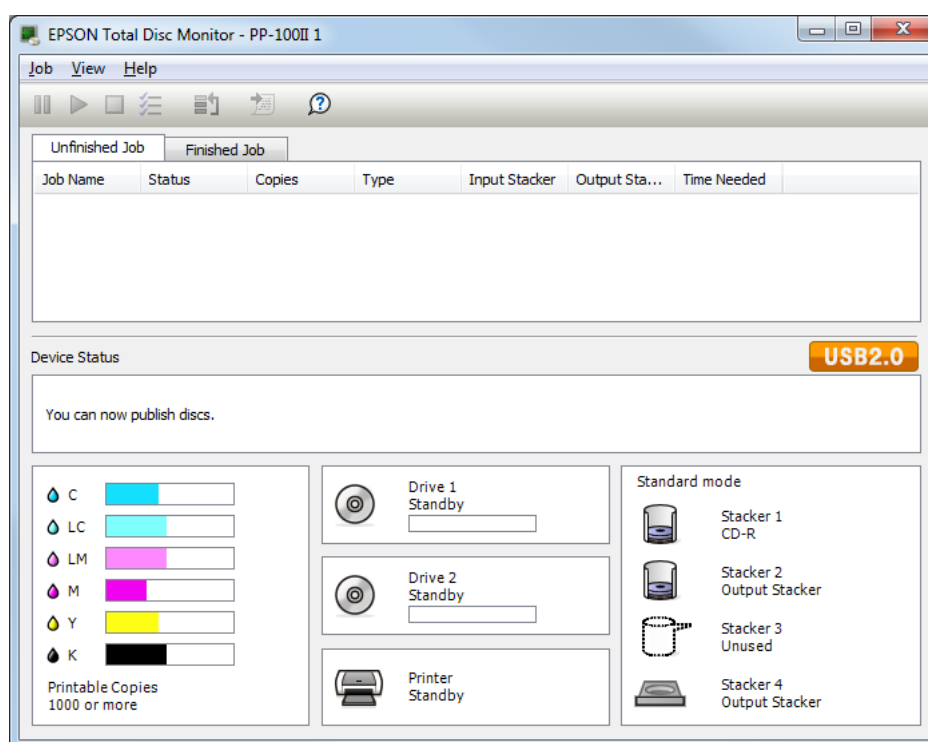 EPSON Total Disc Monitor - PP-100II 1
Job View Help
Unfinished Job Finished Job
Job Name Status Copies Type Input Stacker Output Sta... Time Needed
Device Status
USB2.0
You can now publish discs.
C
LC
LM
M
Y
K
Printable Copies
1000 or more
Drive 1
Standby
Drive 2
Standby
Printer
Standby
Standard mode
Stacker 1
CD-R
Stacker 2
Output Stacker
Stacker 3
Unused
Stacker 4
Output Stacker